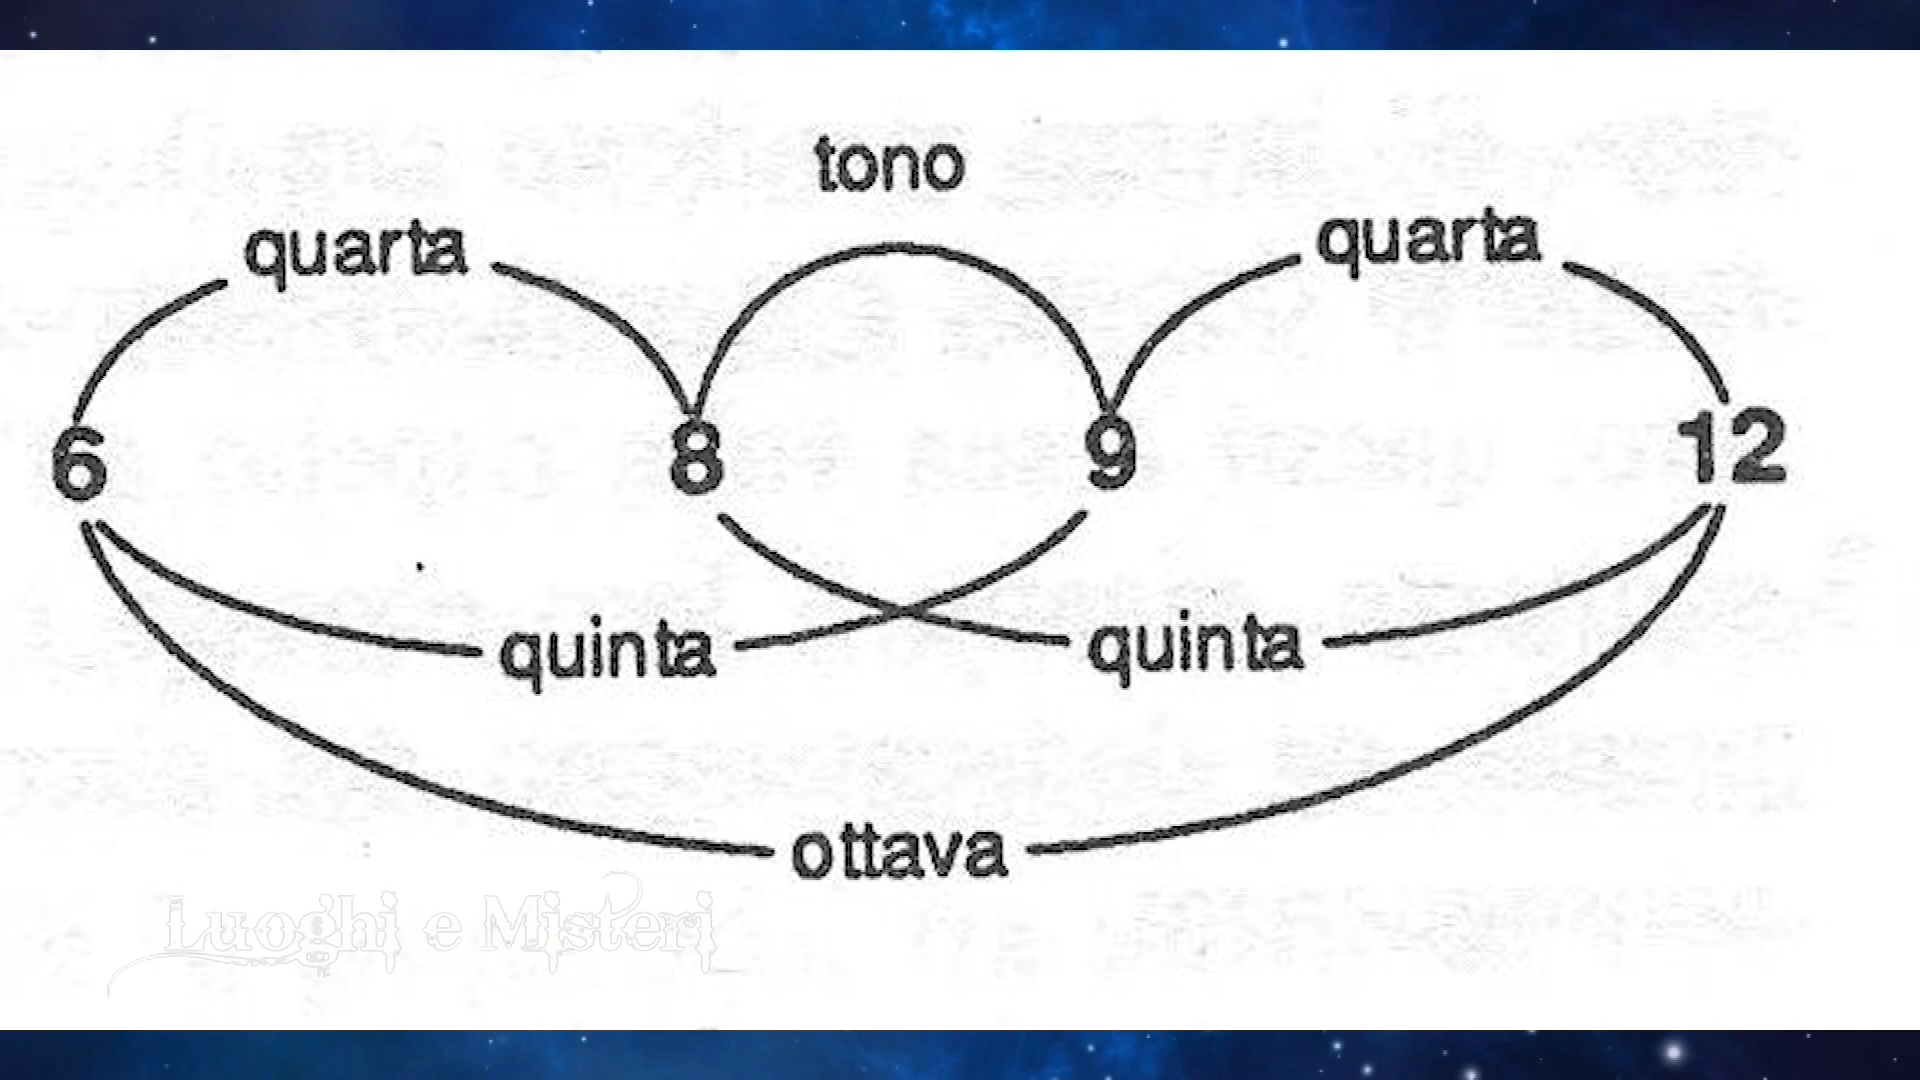 tono
quarta
quarta
6 8 9 12
quinta quinta
ottava
Luoghi e Misteri